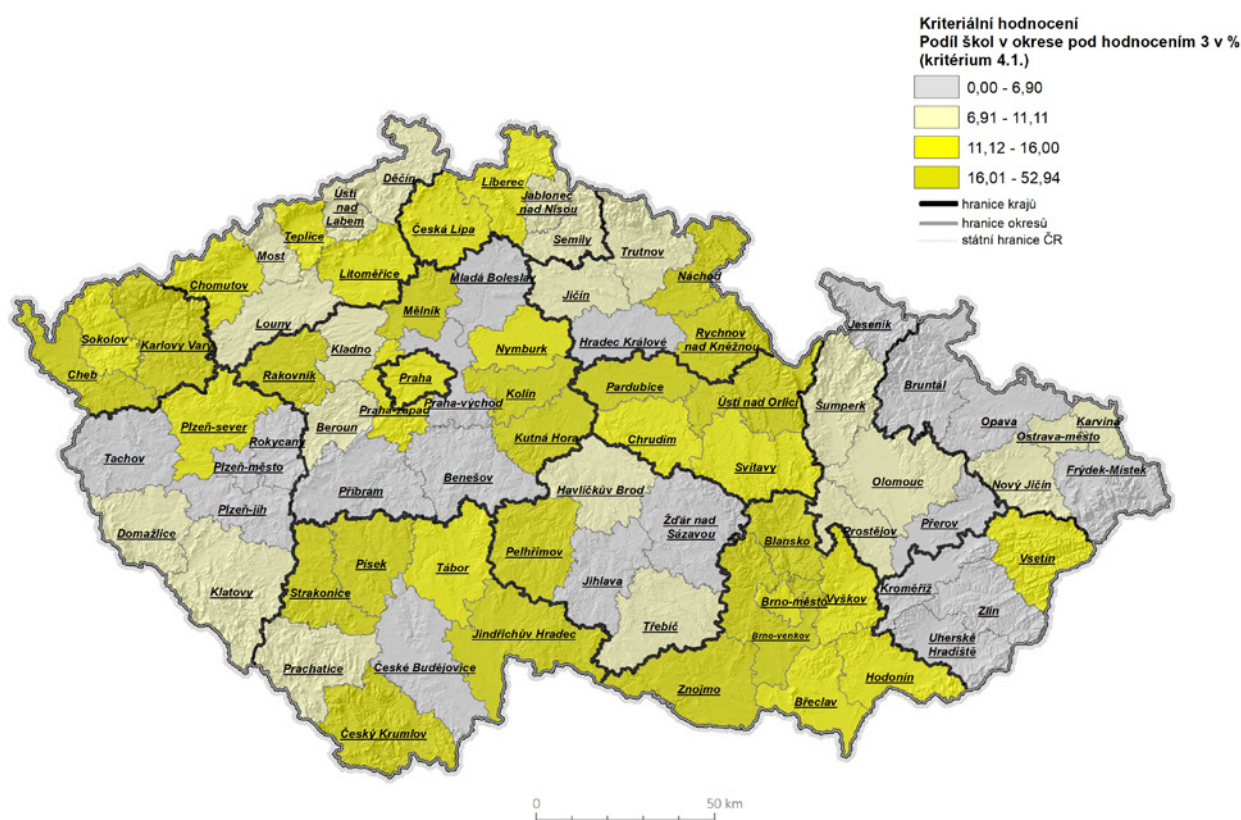 Kriteriální hodnocení
Podíl škol v okrese pod hodnocením 3 v %
(kritérium 4.1.)
0,00 - 6,90
6,91 - 11,11
11,12 - 16,00
16,01 - 52,94
hranice krajů
hranice okresů
státní hranice ČR
Děčín
Ústí
nad
Labem
Liberec
Jablonec
nad Nisou
Teplice
Česká Lípa
Semily
Trutnov
Most
Litoměřice
Mladá Bolesla
Náchod
Chomutov
Jičín
Mělník
Louny
Jeseník
Sokolov
Karlovy Vary
Kladno
Nymburk
Hradec Králové
Rychnov
nad Kněžnou
Cheb
Rakovník
Praha
Bruntál
Kolín
Pardubice
Ústí nad Orlicí
Praha-východ
Praha-západ
Šumperk
Opava
Karviná
Ostrava-město
Plzeň-sever
Beroun
Kutná Hora
Chrudim
Rokycany
Tachov
Plzeň-město
Svitavy
Frýdek-Místek
Benešov
Olomouc
Nový Jičín
Příbram
Havlíčkův Brod
Plzeň-jih
Žďár nad
Sázavou
Domažlice
Prostějov
Přerov
Blansko
Pelhřimov
Vsetín
Písek
Tábor
Jihlava
Klatovy
Strakonice
Kroměříž
Brno-město
Vyškov
Zlín
Třebíč
Jindřichův Hradec
Brno-venkov
Uherské
Hradiště
Prachatice
České Budějovice
Hodonín
Znojmo
Břeclav
Český Krumlov
0
50 km